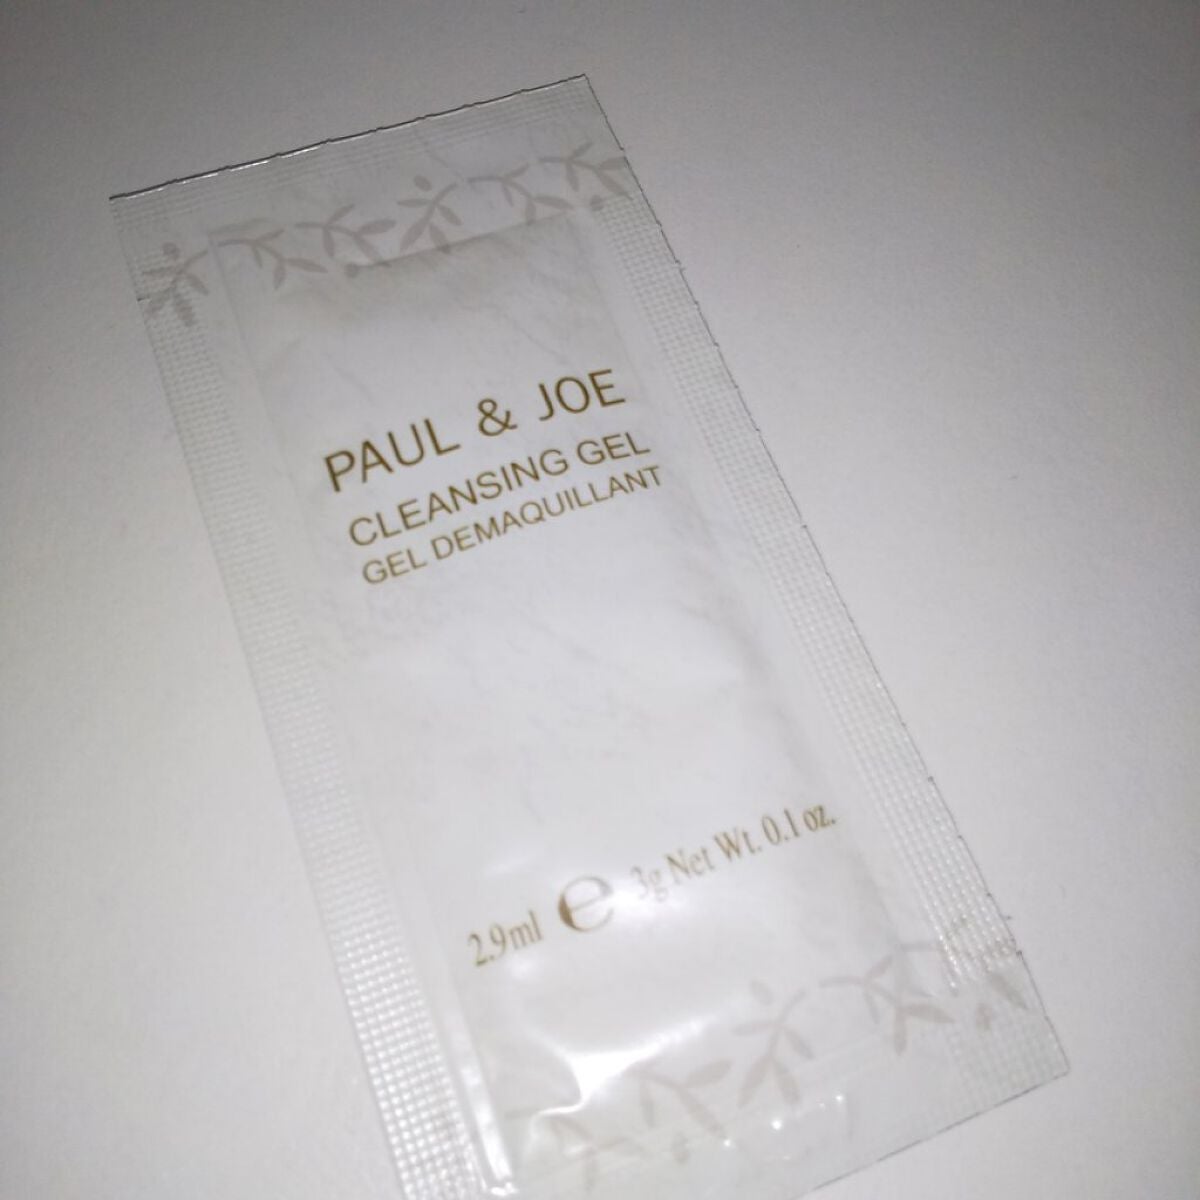 PAUL & JOE
CLEANSING GEL
GEL DEMAQUILLANT
2.9ml ℮ 3g Net Wt. 0.1 oz.